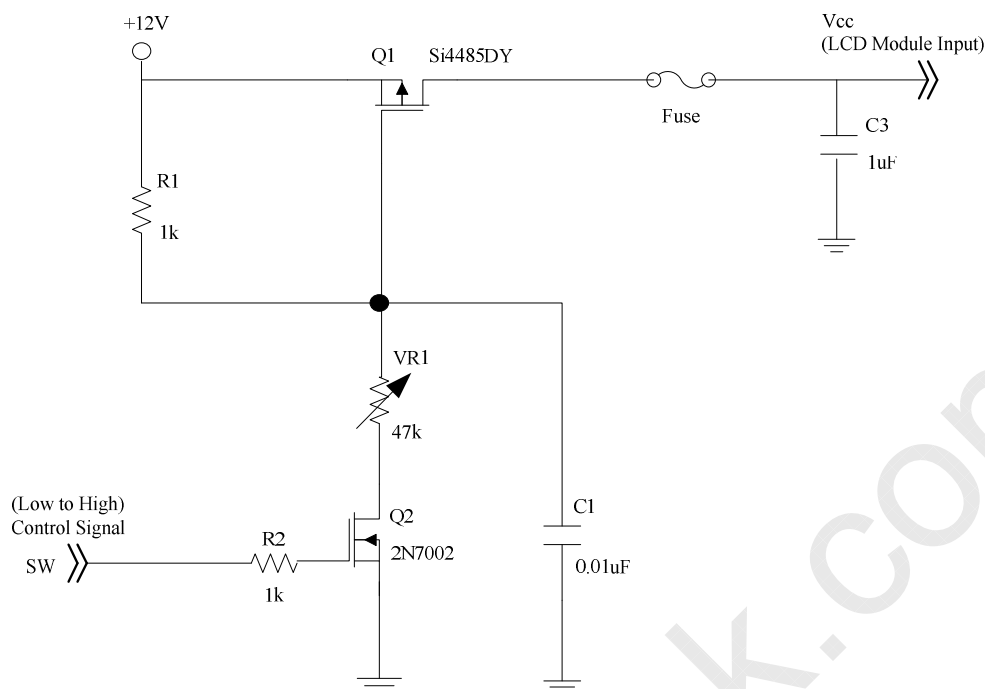 +12V
Q1
Si4485DY
Vcc
(LCD Module Input)
Fuse
C3
1uF
R1
1k
VR1
47k
(Low to High)
Control Signal
SW
R2
1k
Q2
2N7002
C1
0.01uF
k.com